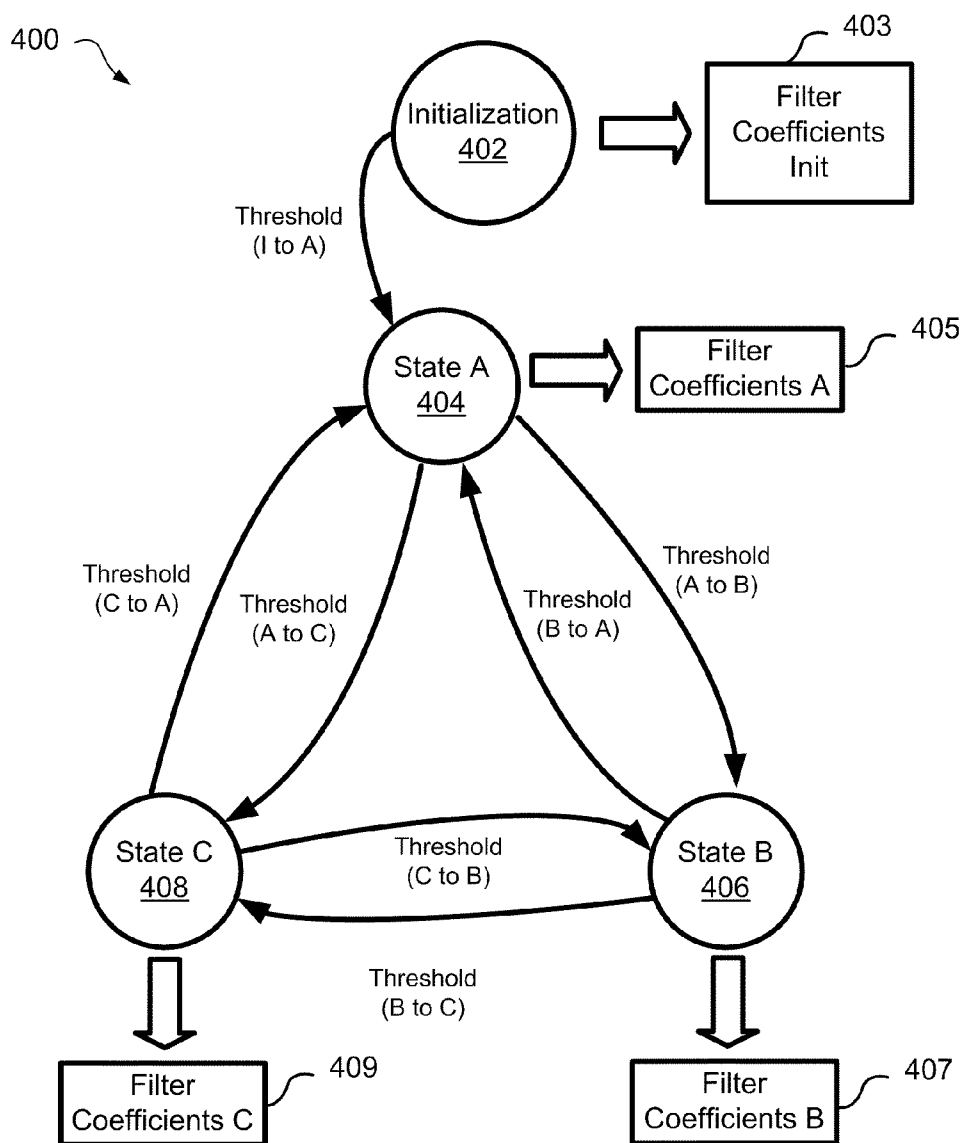 400
403
Initialization
402
Filter
Coefficients
Init
Threshold
(I to A)
405
State A
404
Filter
Coefficients A
Threshold
(C to A)
Threshold
(A to C)
Threshold
(B to A)
Threshold
(A to B)
State C
408
Threshold
(C to B)
State B
406
Threshold
(B to C)
409
Filter
Coefficients C
407
Filter
Coefficients B